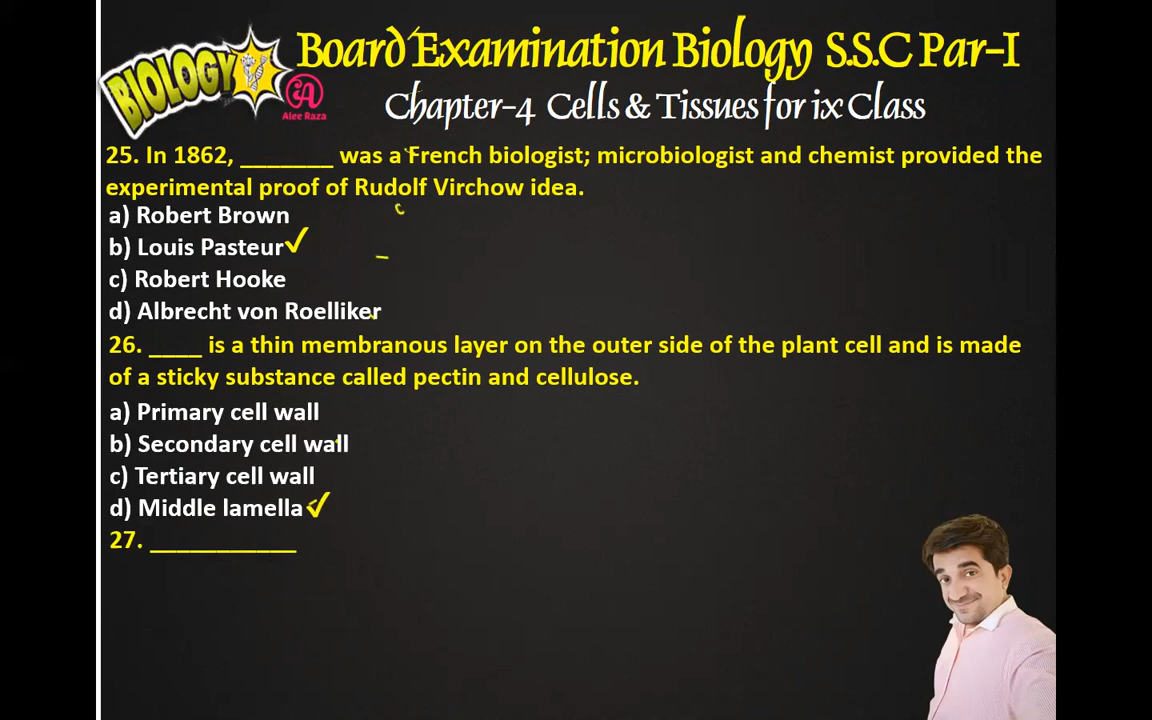 BIOLOGY
Alee Raza
Board Examination Biology S.S.C Par-I
Chapter-4 Cells & Tissues for ix Class
25. In 1862, _______ was a French biologist; microbiologist and chemist provided the
experimental proof of Rudolf Virchow idea.
a) Robert Brown
b) Louis Pasteur✓
c) Robert Hooke
d) Albrecht von Roelliker
26. ____ is a thin membranous layer on the outer side of the plant cell and is made
of a sticky substance called pectin and cellulose.
a) Primary cell wall
b) Secondary cell wall
c) Tertiary cell wall
d) Middle lamella✓
27. ___________